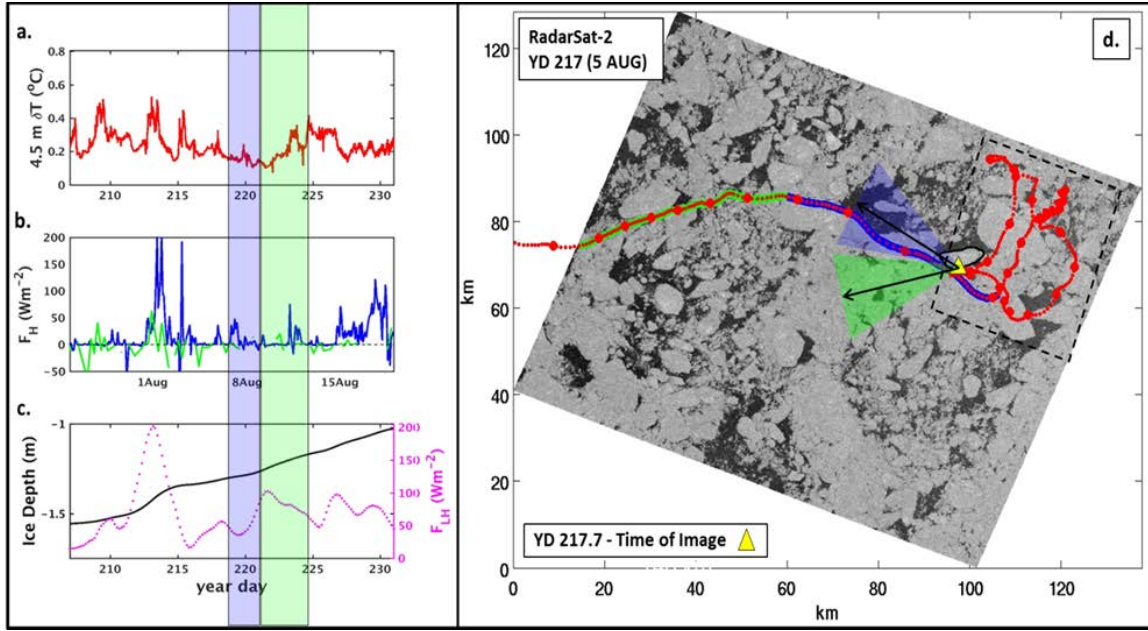 a.
4.5 m δT (°C)
0.8
0.6
0.4
0.2
0
210 215 220 225 230
b.
F_H (Wm⁻²)
200
150
100
50
0
-50
1Aug 8Aug 15Aug
c.
Ice Depth (m)
-1
-1.5
200
150
100
50
0
F_LH (Wm⁻²)
210 215 220 225 230
year day
RadarSat-2
YD 217 (5 AUG)
d.
km
120
100
80
60
40
20
0
YD 217.7 - Time of Image
0 20 40 60 80 100 120
km